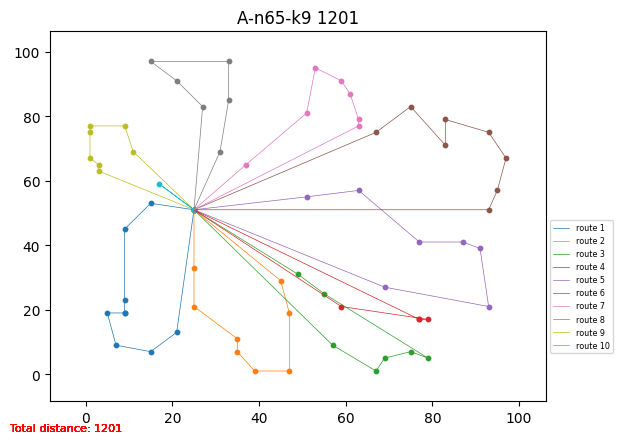 A-n65-k9 1201
100
80
60
40
20
0
0 20 40 60 80 100
route 1
route 2
route 3
route 4
route 5
route 6
route 7
route 8
route 9
route 10
Total distance: 1201